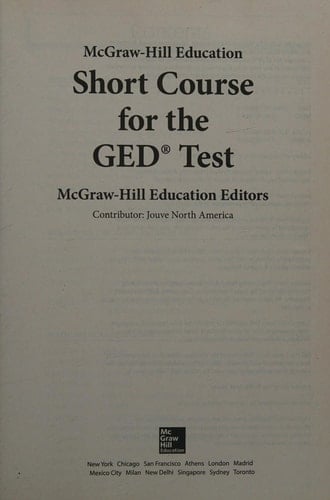 McGraw-Hill Education
Short Course
for the
GED® Test
McGraw-Hill Education Editors
Contributor: Jouve North America
Mc
Graw
Hill
Education
New York Chicago San Francisco Athens London Madrid
Mexico City Milan New Delhi Singapore Sydney Toronto